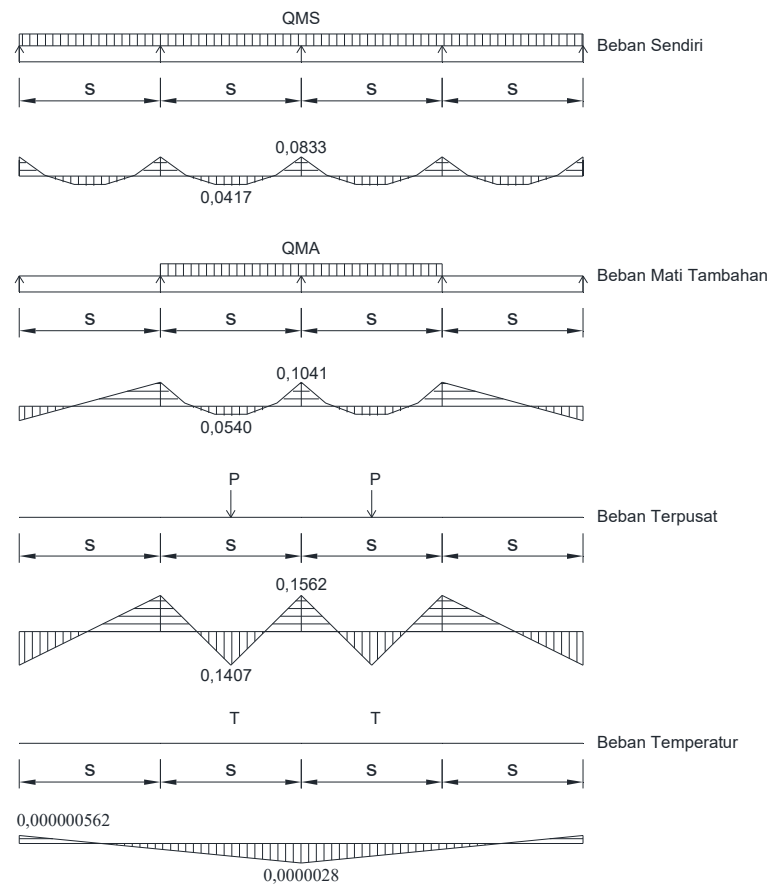 QMS
Beban Sendiri
S S S S
0,0833
0,0417
QMA
Beban Mati Tambahan
S S S S
0,1041
0,0540
P P
Beban Terpusat
S S S S
0,1562
0,1407
T T
Beban Temperatur
S S S S
0,000000562
0,0000028